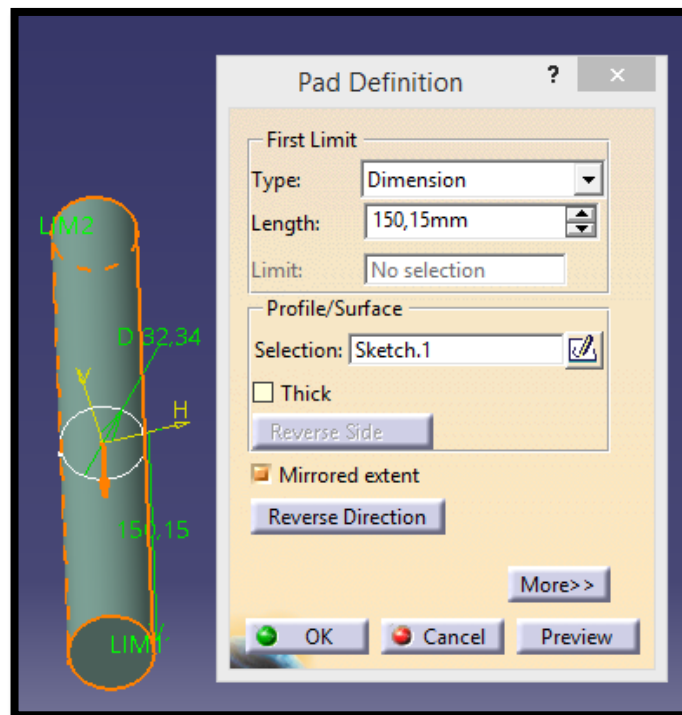 Pad Definition ? ×
First Limit
Type: Dimension
Length: 150,15mm
Limit: No selection
Profile/Surface
Selection: Sketch.1
Thick
Reverse Side
Mirrored extent
Reverse Direction
More>>
OK Cancel Preview
LIM2
D 32,34
V
H
150,15
LIM1